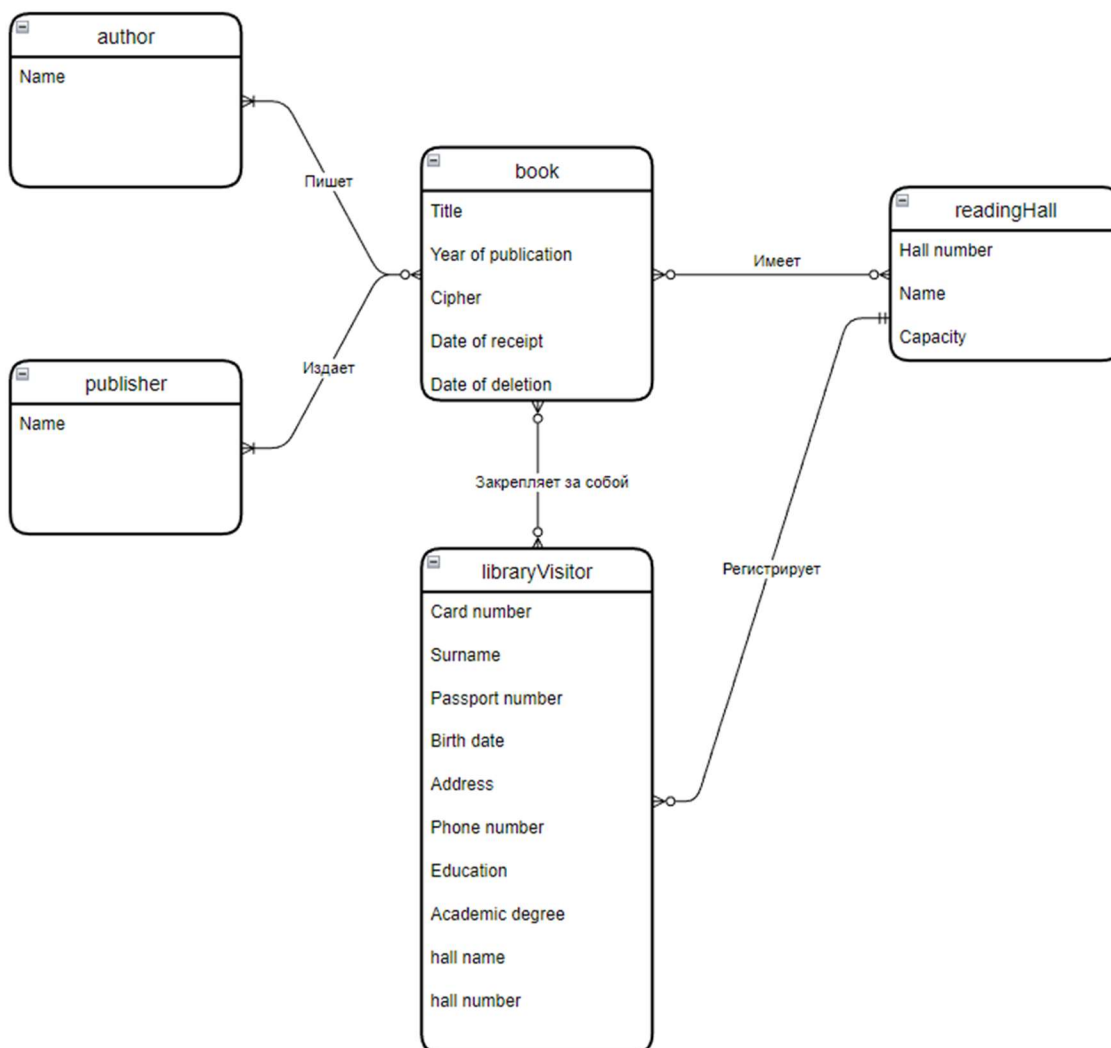 author
Name
Пишет
book
Title
Year of publication
Cipher
Date of receipt
Date of deletion
Имеет
readingHall
Hall number
Name
Capacity
publisher
Name
Издает
Закрепляет за собой
Регистрирует
libraryVisitor
Card number
Surname
Passport number
Birth date
Address
Phone number
Education
Academic degree
hall name
hall number